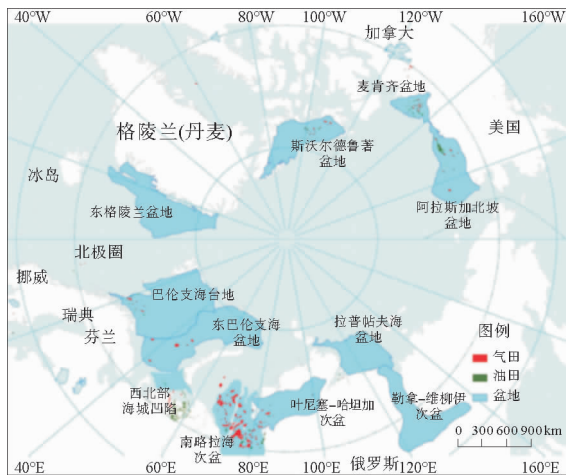 40°W
60°W
80°W
100°W
120°W
160°W
加拿大
麦肯齐盆地
格陵兰(丹麦)
美国
斯沃尔德鲁普
盆地
冰岛
东格陵兰盆地
阿拉斯加北坡
盆地
北极圈
挪威
巴伦支海台地
瑞典
东巴伦支海
盆地
拉普帖夫海
盆地
芬兰
图例
气田
油田
盆地
西北部
海域凹陷
叶尼塞-哈坦加
次盆
勒拿-维柳伊
次盆
南喀拉海
次盆
0 300 600 900km
俄罗斯
40°E
60°E
80°E
100°E
120°E
160°E